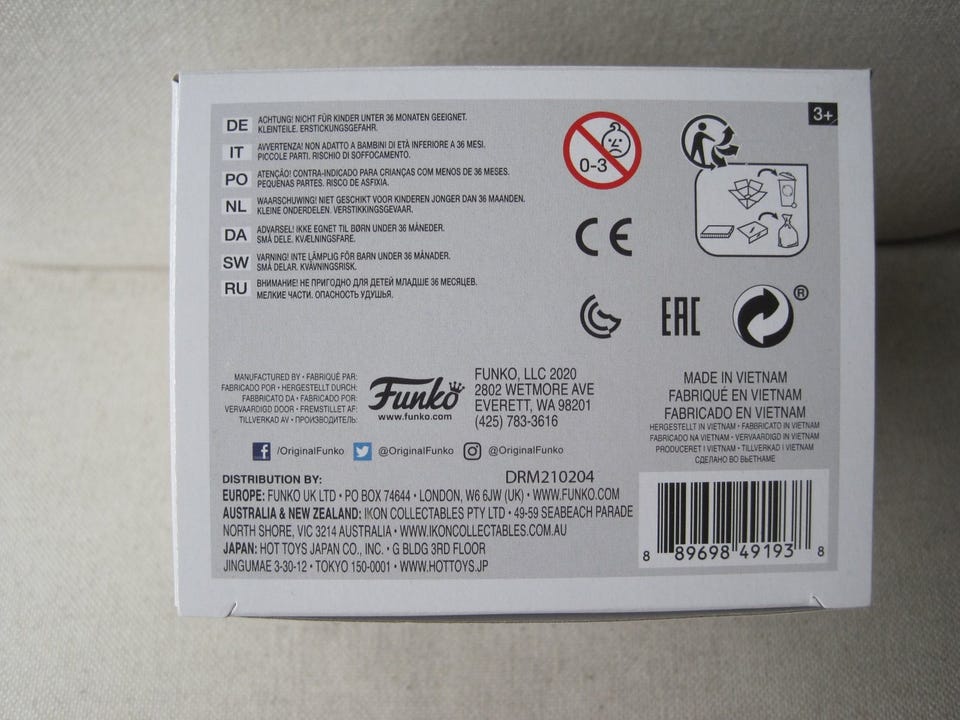 DE ACHTUNG! NICHT FÜR KINDER UNTER 36 MONATEN GEEIGNET.
KLEINTEILE. ERSTICKUNGSGEFAHR.
IT AVVERTENZA! NON ADATTO A BAMBINI DI ETÀ INFERIORE A 36 MESI.
PICCOLE PARTI. RISCHIO DI SOFFOCAMENTO.
PO ATENÇÃO! CONTRA-INDICADO PARA CRIANÇAS COM MENOS DE 36 MESES.
PEQUENAS PARTES. RISCO DE ASFIXIA.
NL WAARSCHUWING! NIET GESCHIKT VOOR KINDEREN JONGER DAN 36 MAANDEN.
KLEINE ONDERDELEN. VERSTIKKINGSGEVAAR.
DA ADVARSEL! IKKE EGNET TIL BØRN UNDER 36 MÅNEDER.
SMÅ DELE. KVÆLNINGSFARE.
SW VARNING! INTE LÄMPLIG FÖR BARN UNDER 36 MÅNADER.
SMÅ DELAR. KVÄVNINGSRISK.
RU ВНИМАНИЕ! НЕ ПРИГОДНО ДЛЯ ДЕТЕЙ МЛАДШЕ 36 МЕСЯЦЕВ.
МЕЛКИЕ ЧАСТИ. ОПАСНОСТЬ УДУШЬЯ.
0-3
3+
CE
EAC
®
MANUFACTURED BY • FABRIQUÉ PAR:
FABRICADO POR • HERGESTELLT DURCH:
FABBRICATO DA • FABRICADO POR:
VERVAARDIGD DOOR • FREMSTILLET AF:
TILLVERKAD AV • ПРОИЗВОДИТЕЛЬ:
Funko
www.funko.com
FUNKO, LLC 2020
2802 WETMORE AVE
EVERETT, WA 98201
(425) 783-3616
MADE IN VIETNAM
FABRIQUÉ EN VIETNAM
FABRICADO EN VIETNAM
HERGESTELLT IN VIETNAM • FABBRICATO IN VIETNAM
FABRICADO NA VIETNAM • VERVAARDIGD IN VIETNAM
PRODUCERET I VIETNAM • TILLVERKAD I VIETNAM
СДЕЛАНО ВО ВЬЕТНАМЕ
/OriginalFunko @OriginalFunko @OriginalFunko
DISTRIBUTION BY: DRM210204
EUROPE: FUNKO UK LTD • PO BOX 74644 • LONDON, W6 6JW (UK) • WWW.FUNKO.COM
AUSTRALIA & NEW ZEALAND: IKON COLLECTABLES PTY LTD • 49-59 SEABEACH PARADE
NORTH SHORE, VIC 3214 AUSTRALIA • WWW.IKONCOLLECTABLES.COM.AU
JAPAN: HOT TOYS JAPAN CO., INC. • G BLDG 3RD FLOOR
JINGUMAE 3-30-12 • TOKYO 150-0001 • WWW.HOTTOYS.JP
8 89698 49193 8